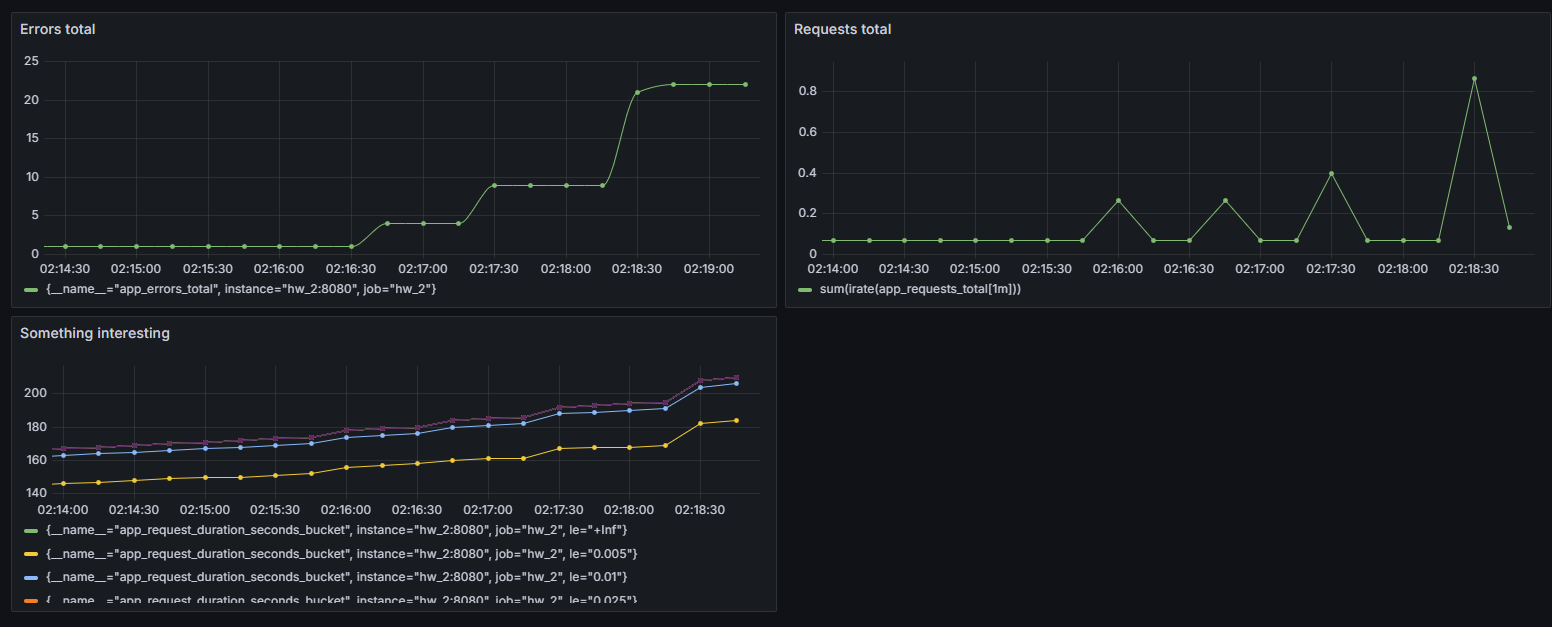 Errors total
25
20
15
10
5
0
02:14:30 02:15:00 02:15:30 02:16:00 02:16:30 02:17:00 02:17:30 02:18:00 02:18:30 02:19:00
{__name__="app_errors_total", instance="hw_2:8080", job="hw_2"}
Requests total
0.8
0.6
0.4
0.2
0
02:14:00 02:14:30 02:15:00 02:15:30 02:16:00 02:16:30 02:17:00 02:17:30 02:18:00 02:18:30
sum(irate(app_requests_total[1m]))
Something interesting
200
180
160
140
02:14:00 02:14:30 02:15:00 02:15:30 02:16:00 02:16:30 02:17:00 02:17:30 02:18:00 02:18:30
{__name__="app_request_duration_seconds_bucket", instance="hw_2:8080", job="hw_2", le="+Inf"}
{__name__="app_request_duration_seconds_bucket", instance="hw_2:8080", job="hw_2", le="0.005"}
{__name__="app_request_duration_seconds_bucket", instance="hw_2:8080", job="hw_2", le="0.01"}
{__name__="app_request_duration_seconds_bucket", instance="hw_2:8080", job="hw_2", le="0.025"}